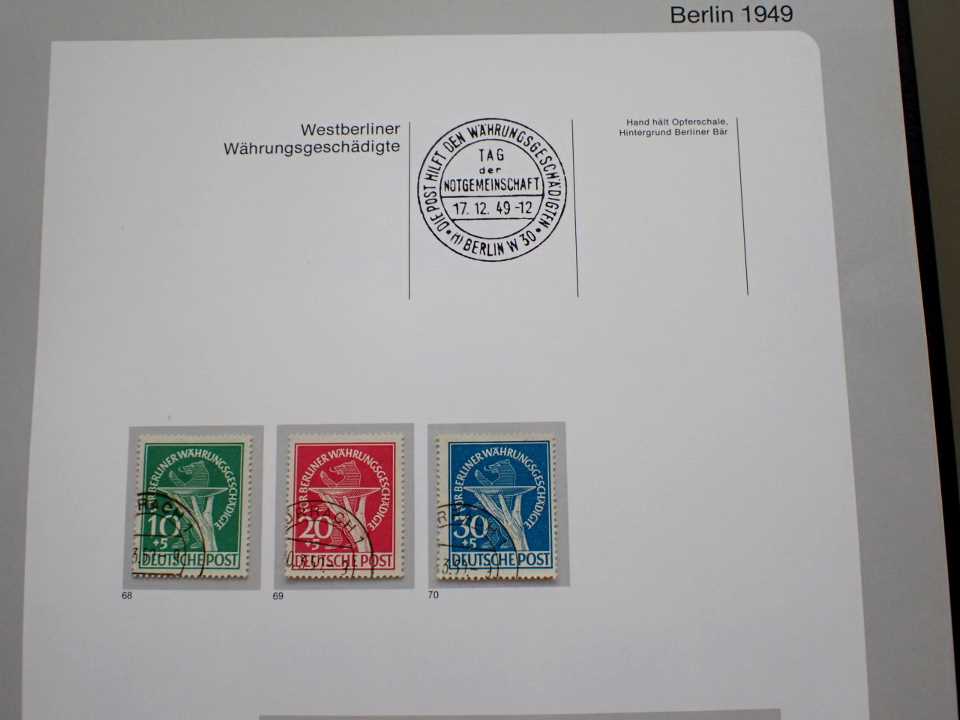 Berlin 1949
Westberliner
Währungsgeschädigte
DIE POST HILFT DEN WÄHRUNGSGESCHÄDIGTEN
TAG
der
NOTGEMEINSCHAFT
17. 12. 49 -12
(1) BERLIN W 30
Hand hält Opferschale,
Hintergrund Berliner Bär
FÜR BERLINER WÄHRUNGSGESCHÄDIGTE
10
+5
DEUTSCHE POST
68
FÜR BERLINER WÄHRUNGSGESCHÄDIGTE
20
+5
DEUTSCHE POST
69
FÜR BERLINER WÄHRUNGSGESCHÄDIGTE
30
+5
DEUTSCHE POST
70